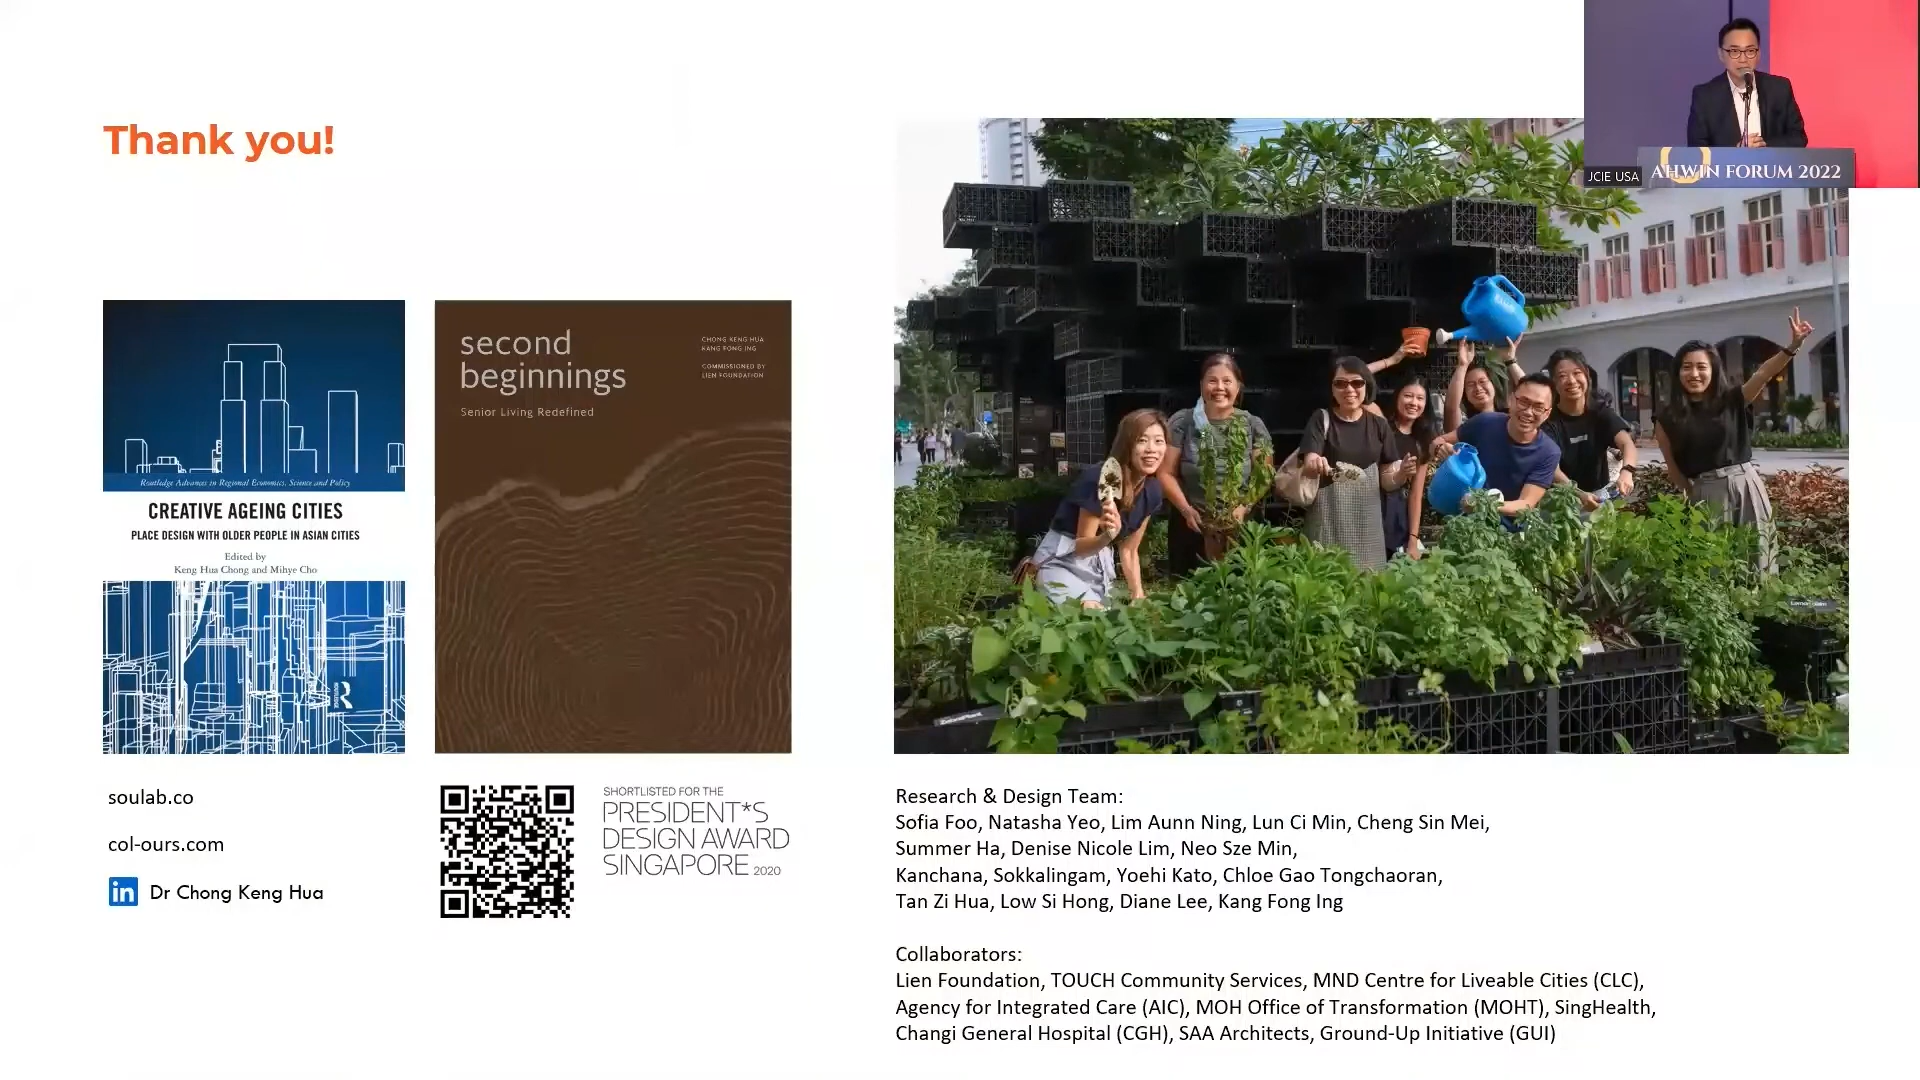 Thank you!
JCIE USA
AHWIN FORUM 2022
Routledge Advances in Regional Economics, Science and Policy
CREATIVE AGEING CITIES
PLACE DESIGN WITH OLDER PEOPLE IN ASIAN CITIES
Edited by
Keng Hua Chong and Mihye Cho
second
beginnings
Senior Living Redefined
CHONG KENG HUA
KANG FONG ING
COMMISSIONED BY
LIEN FOUNDATION
soulab.co
col-ours.com
in Dr Chong Keng Hua
SHORTLISTED FOR THE
PRESIDENT*S
DESIGN AWARD
SINGAPORE 2020
Research & Design Team:
Sofia Foo, Natasha Yeo, Lim Aunn Ning, Lun Ci Min, Cheng Sin Mei,
Summer Ha, Denise Nicole Lim, Neo Sze Min,
Kanchana, Sokkalingam, Yoehi Kato, Chloe Gao Tongchaoran,
Tan Zi Hua, Low Si Hong, Diane Lee, Kang Fong Ing
Collaborators:
Lien Foundation, TOUCH Community Services, MND Centre for Liveable Cities (CLC),
Agency for Integrated Care (AIC), MOH Office of Transformation (MOHT), SingHealth,
Changi General Hospital (CGH), SAA Architects, Ground-Up Initiative (GUI)